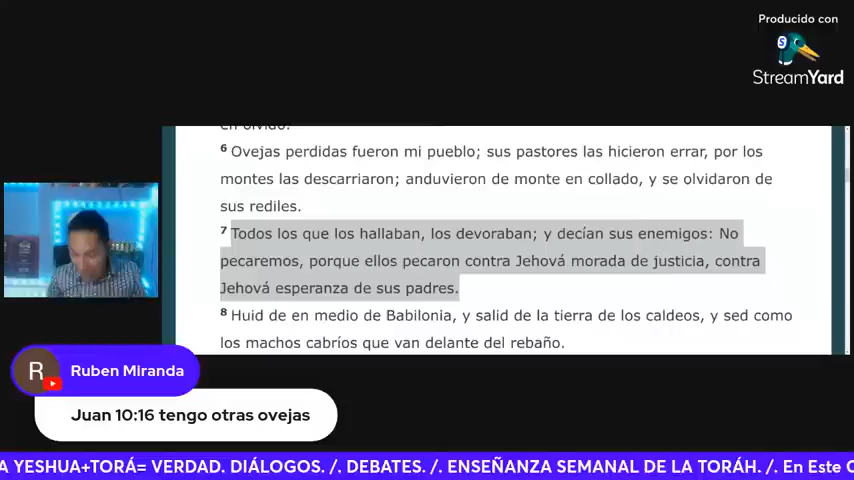 Producido con
StreamYard
en olvido.
6 Ovejas perdidas fueron mi pueblo; sus pastores las hicieron errar, por los
montes las descarriaron; anduvieron de monte en collado, y se olvidaron de
sus rediles.
7 Todos los que los hallaban, los devoraban; y decían sus enemigos: No
pecaremos, porque ellos pecaron contra Jehová morada de justicia, contra
Jehová esperanza de sus padres.
8 Huid de en medio de Babilonia, y salid de la tierra de los caldeos, y sed como
los machos cabríos que van delante del rebaño.
R
Ruben Miranda
Juan 10:16 tengo otras ovejas
A YESHUA+TORÁ= VERDAD. DIÁLOGOS. /. DEBATES. /. ENSEÑANZA SEMANAL DE LA TORÁH. /. En Este C